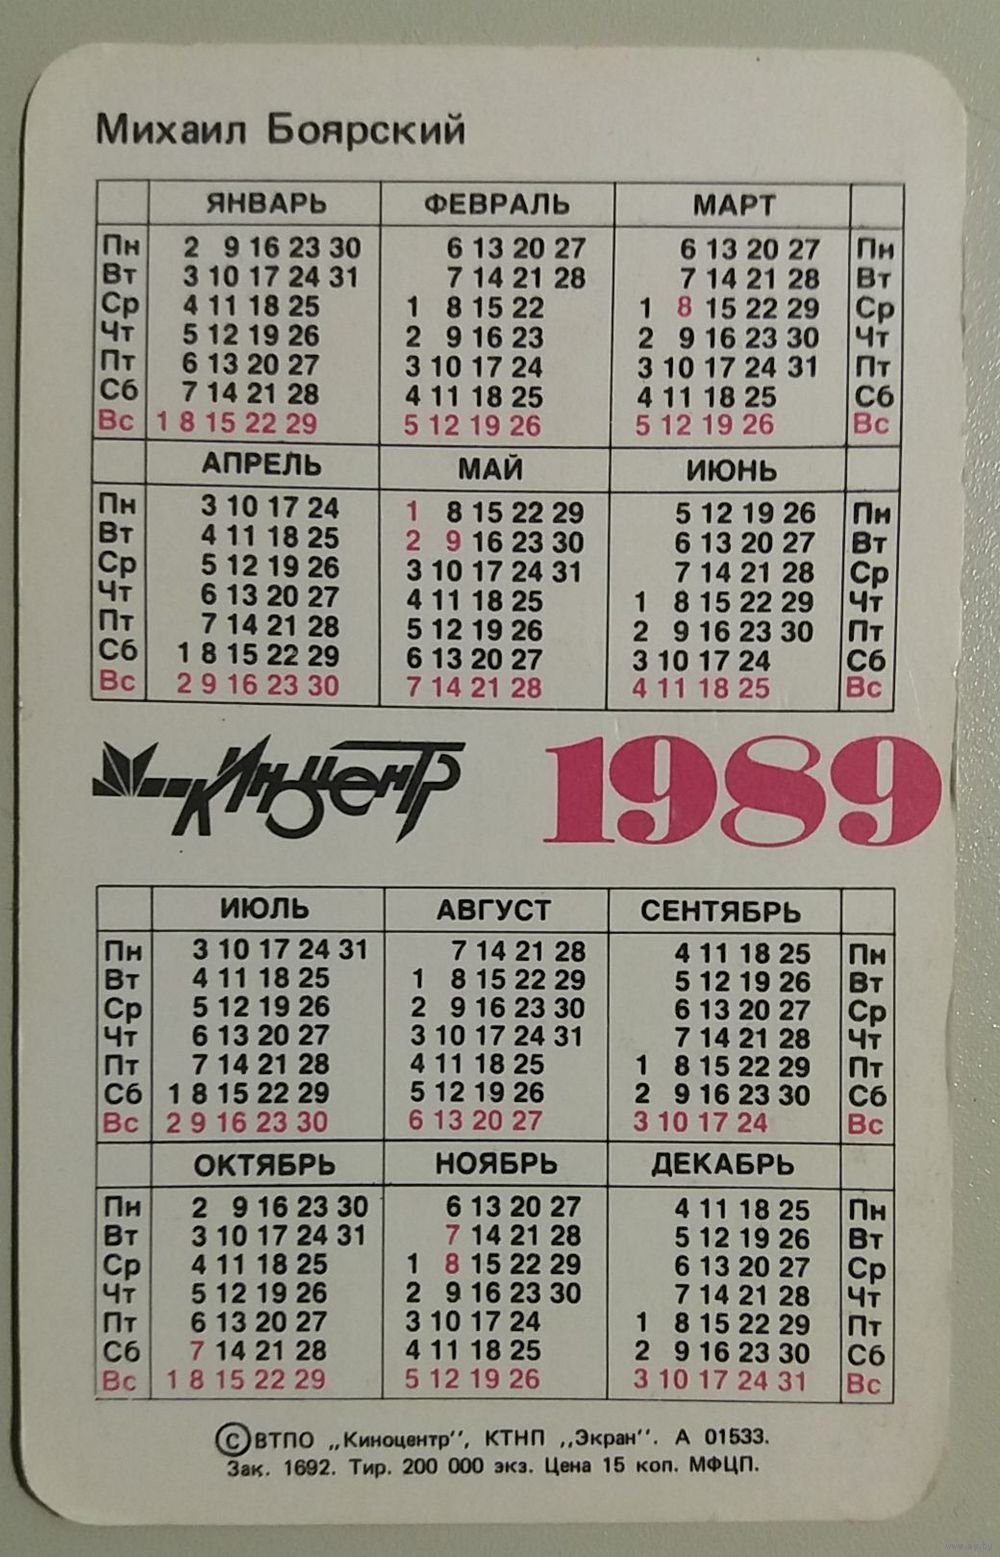 Михаил Боярский
ЯНВАРЬ ФЕВРАЛЬ МАРТ
Пн 2 9 16 23 30 6 13 20 27 6 13 20 27 Пн
Вт 3 10 17 24 31 7 14 21 28 7 14 21 28 Вт
Ср 4 11 18 25 1 8 15 22 1 8 15 22 29 Ср
Чт 5 12 19 26 2 9 16 23 2 9 16 23 30 Чт
Пт 6 13 20 27 3 10 17 24 3 10 17 24 31 Пт
Сб 7 14 21 28 4 11 18 25 4 11 18 25 Сб
Вс 1 8 15 22 29 5 12 19 26 5 12 19 26 Вс
АПРЕЛЬ МАЙ ИЮНЬ
Пн 3 10 17 24 1 8 15 22 29 5 12 19 26 Пн
Вт 4 11 18 25 2 9 16 23 30 6 13 20 27 Вт
Ср 5 12 19 26 3 10 17 24 31 7 14 21 28 Ср
Чт 6 13 20 27 4 11 18 25 1 8 15 22 29 Чт
Пт 7 14 21 28 5 12 19 26 2 9 16 23 30 Пт
Сб 1 8 15 22 29 6 13 20 27 3 10 17 24 Сб
Вс 2 9 16 23 30 7 14 21 28 4 11 18 25 Вс
Киноцентр 1989
ИЮЛЬ АВГУСТ СЕНТЯБРЬ
Пн 3 10 17 24 31 7 14 21 28 4 11 18 25 Пн
Вт 4 11 18 25 1 8 15 22 29 5 12 19 26 Вт
Ср 5 12 19 26 2 9 16 23 30 6 13 20 27 Ср
Чт 6 13 20 27 3 10 17 24 31 7 14 21 28 Чт
Пт 7 14 21 28 4 11 18 25 1 8 15 22 29 Пт
Сб 1 8 15 22 29 5 12 19 26 2 9 16 23 30 Сб
Вс 2 9 16 23 30 6 13 20 27 3 10 17 24 Вс
ОКТЯБРЬ НОЯБРЬ ДЕКАБРЬ
Пн 2 9 16 23 30 6 13 20 27 4 11 18 25 Пн
Вт 3 10 17 24 31 7 14 21 28 5 12 19 26 Вт
Ср 4 11 18 25 1 8 15 22 29 6 13 20 27 Ср
Чт 5 12 19 26 2 9 16 23 30 7 14 21 28 Чт
Пт 6 13 20 27 3 10 17 24 1 8 15 22 29 Пт
Сб 7 14 21 28 4 11 18 25 2 9 16 23 30 Сб
Вс 1 8 15 22 29 5 12 19 26 3 10 17 24 31 Вс
©ВТПО „Киноцентр", КТНП „Экран". А 01533.
Зак. 1692. Тир. 200 000 экз. Цена 15 коп. МФЦП.